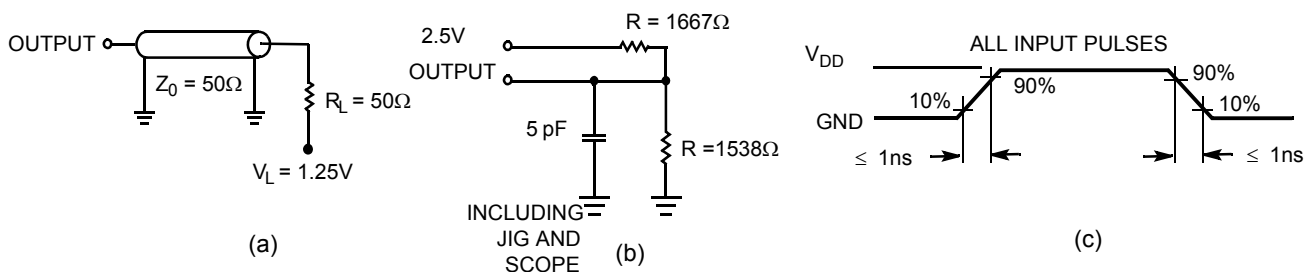 OUTPUT
Z0 = 50Ω
RL = 50Ω
VL = 1.25V
(a)
R = 1667Ω
2.5V
OUTPUT
5 pF
R =1538Ω
INCLUDING
JIG AND
SCOPE
(b)
ALL INPUT PULSES
VDD
90%
90%
10%
10%
GND
≤ 1ns
≤ 1ns
(c)